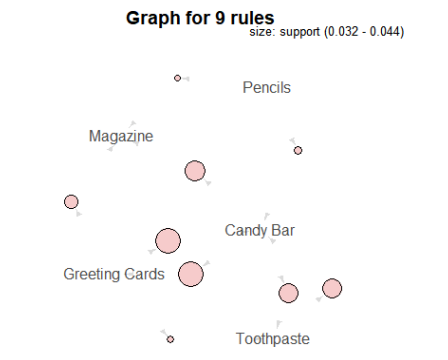 Graph for 9 rules
size: support (0.032 - 0.044)
Pencils
Magazine
Candy Bar
Greeting Cards
Toothpaste